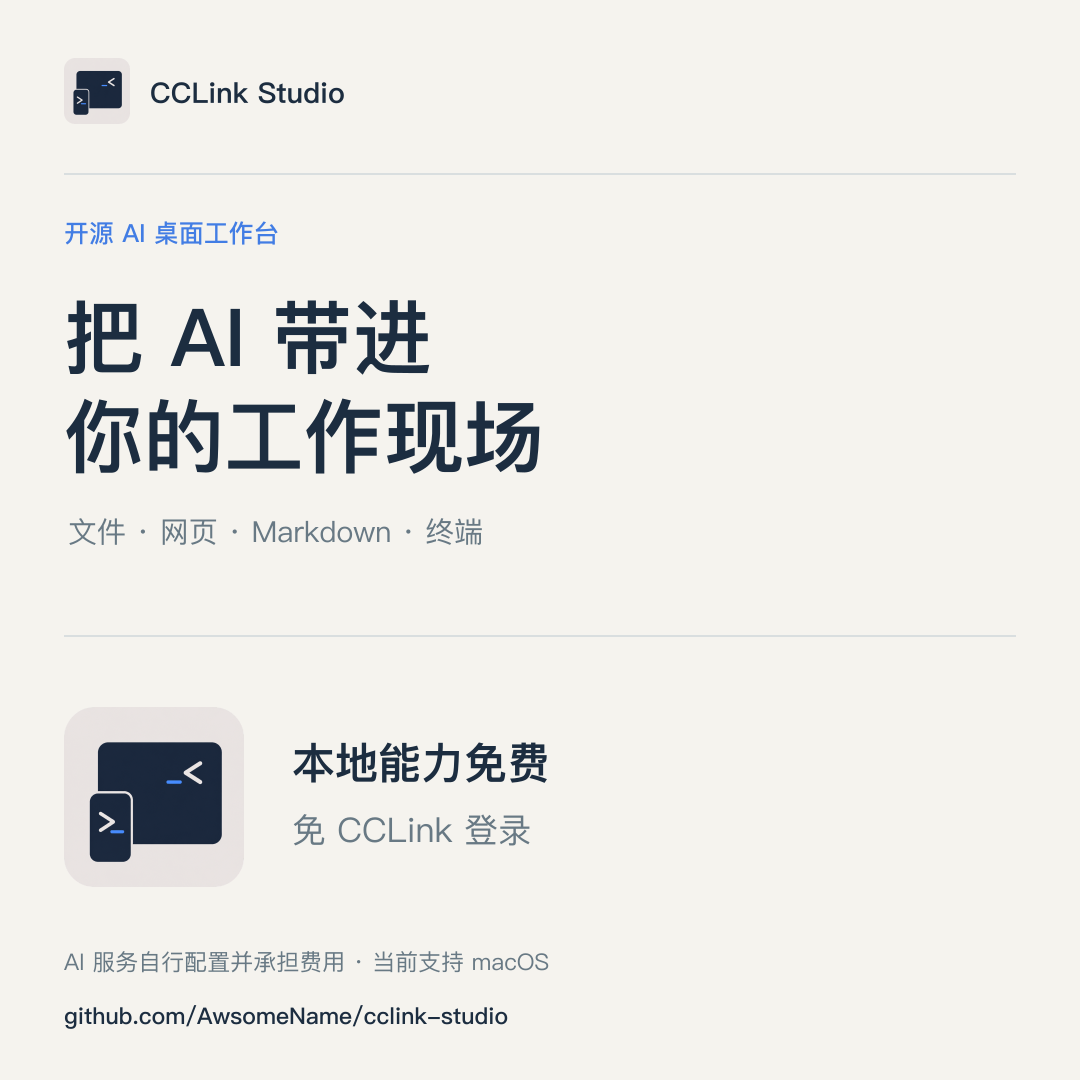 CCLink Studio
开源 AI 桌面工作台
把 AI 带进
你的工作现场
文件 · 网页 · Markdown · 终端
本地能力免费
免 CCLink 登录
AI 服务自行配置并承担费用 · 当前支持 macOS
github.com/AwsomeName/cclink-studio